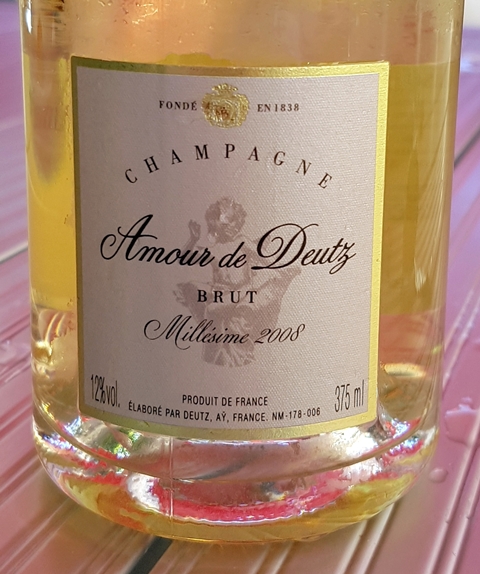 FONDÉ EN 1838
CHAMPAGNE
Amour de Deutz
BRUT
Millésime 2008
12%vol.
PRODUIT DE FRANCE
375 ml
ÉLABORÉ PAR DEUTZ, AŸ, FRANCE. NM-178-006